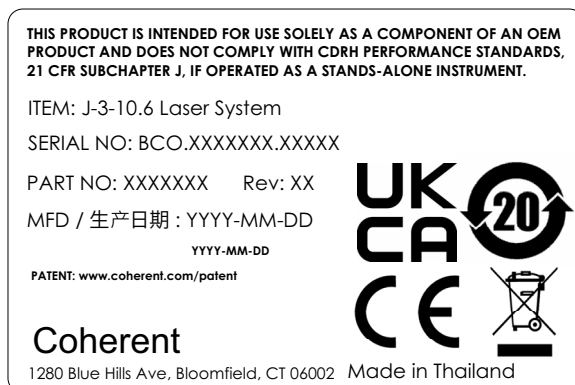 THIS PRODUCT IS INTENDED FOR USE SOLELY AS A COMPONENT OF AN OEM
PRODUCT AND DOES NOT COMPLY WITH CDRH PERFORMANCE STANDARDS,
21 CFR SUBCHAPTER J, IF OPERATED AS A STANDS-ALONE INSTRUMENT.
ITEM: J-3-10.6 Laser System
SERIAL NO: BCO.XXXXXXX.XXXXX
PART NO: XXXXXXX Rev: XX
MFD / 生产日期 : YYYY-MM-DD
YYYY-MM-DD
PATENT: www.coherent.com/patent
UK
CA
20
CE
Coherent
1280 Blue Hills Ave, Bloomfield, CT 06002 Made in Thailand